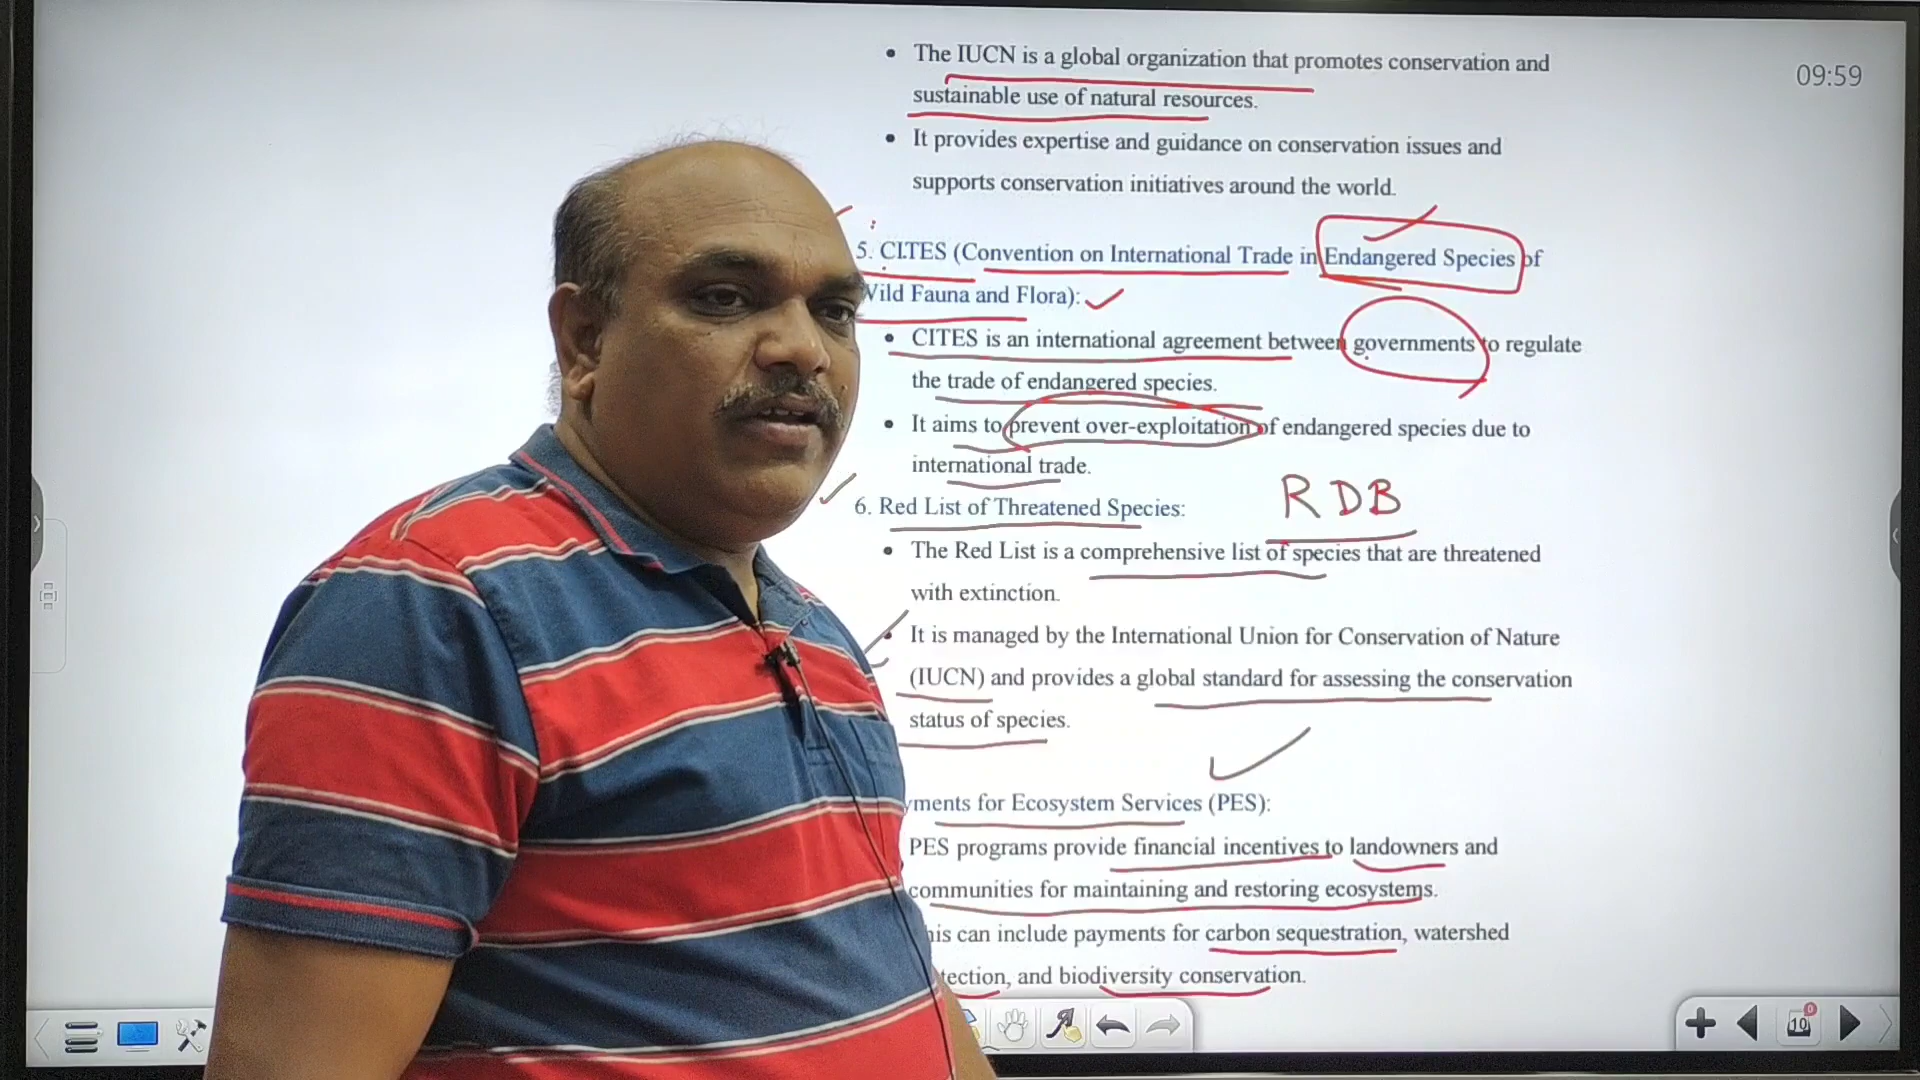 The IUCN is a global organization that promotes conservation and
sustainable use of natural resources.
09:59
It provides expertise and guidance on conservation issues and
supports conservation initiatives around the world.
5. CITES (Convention on International Trade in Endangered Species of
Wild Fauna and Flora):
CITES is an international agreement between governments to regulate
the trade of endangered species.
It aims to prevent over-exploitation of endangered species due to
international trade.
RDB
6. Red List of Threatened Species:
The Red List is a comprehensive list of species that are threatened
with extinction.
It is managed by the International Union for Conservation of Nature
(IUCN) and provides a global standard for assessing the conservation
status of species.
yments for Ecosystem Services (PES):
PES programs provide financial incentives to landowners and
communities for maintaining and restoring ecosystems.
his can include payments for carbon sequestration, watershed
tection, and biodiversity conservation.
10
0